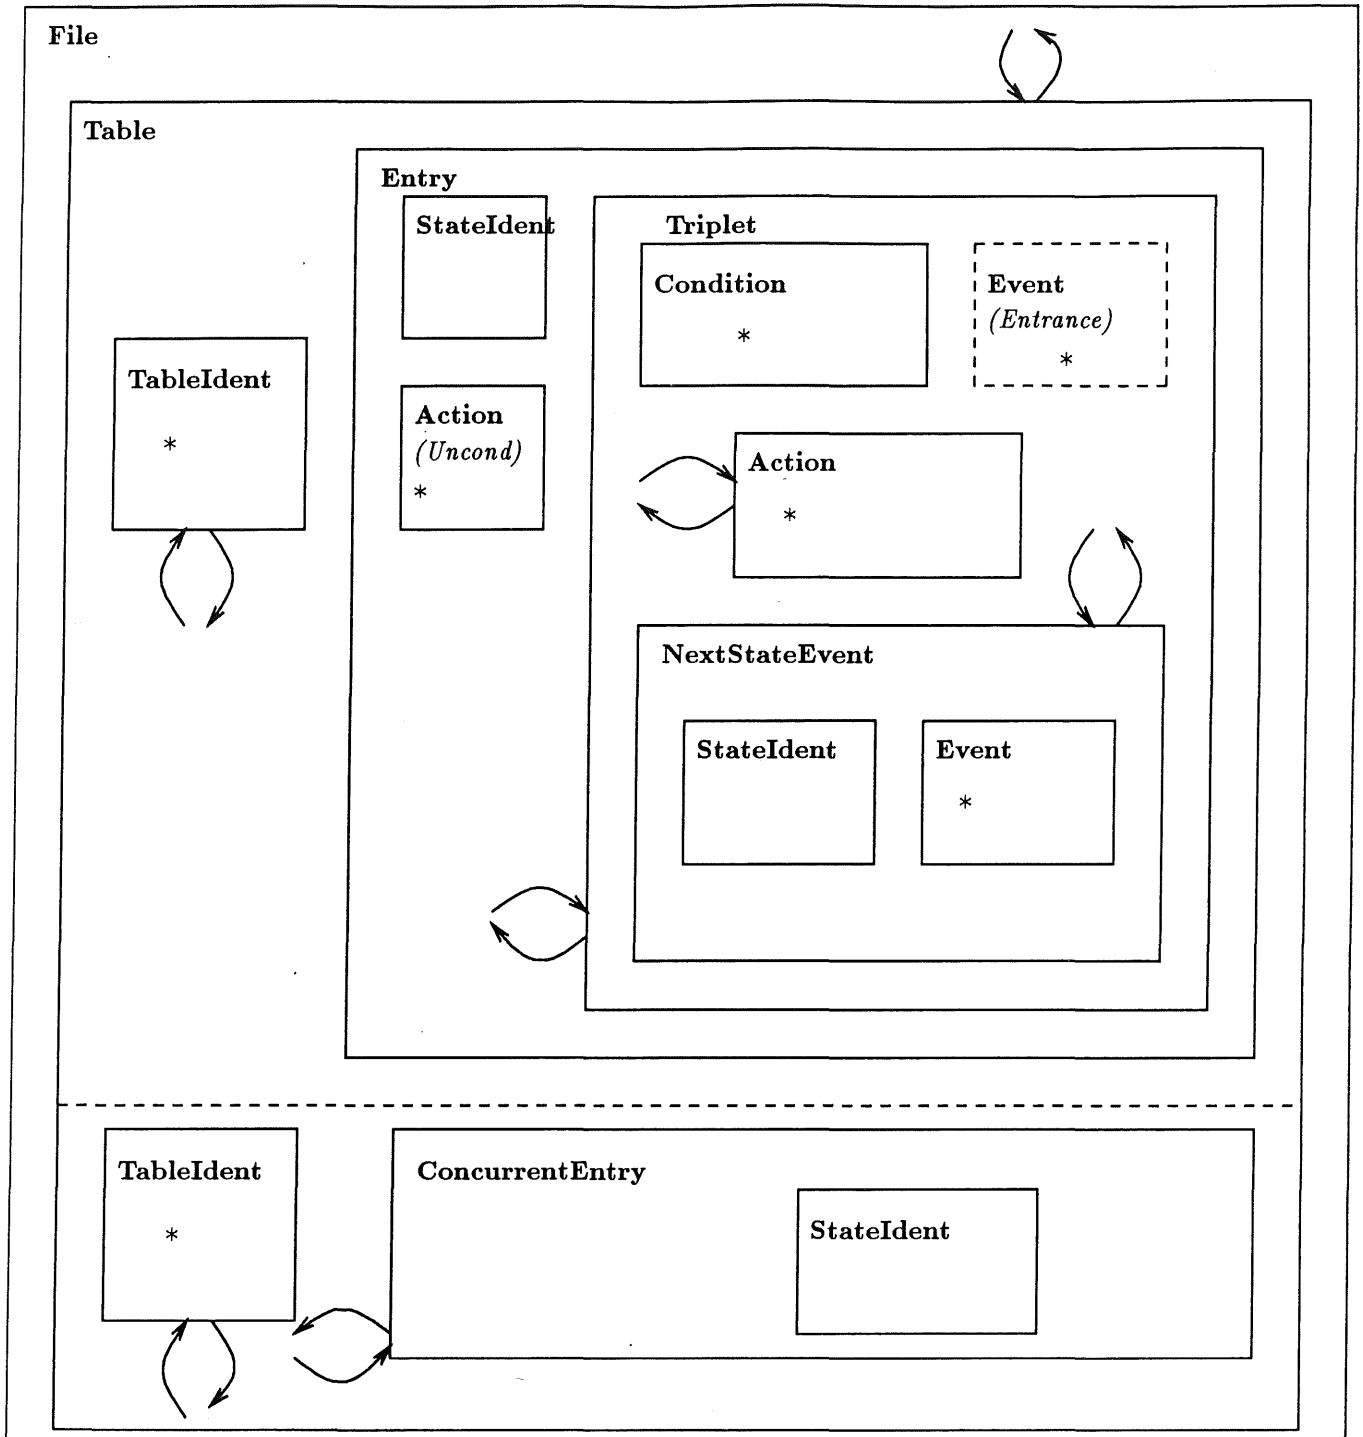 File
Table
Entry
StateIdent
Triplet
Condition
*
Event
(Entrance)
*
TableIdent
*
Action
(Uncond)
*
Action
*
NextStateEvent
StateIdent
Event
*
TableIdent
*
ConcurrentEntry
StateIdent